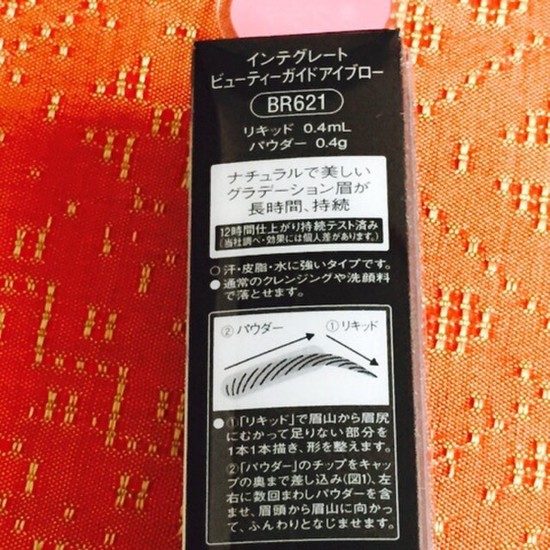 インテグレート
ビューティーガイドアイブロー
BR621
リキッド 0.4mL
パウダー 0.4g
ナチュラルで美しい
グラデーション眉が
長時間、持続
12時間仕上がり持続テスト済み
(当社調べ・効果には個人差があります。)
○汗・皮脂・水に強いタイプです。
●通常のクレンジングや洗顔料
で落とせます。
②パウダー ①リキッド
●①「リキッド」で眉山から眉尻
にむかって足りない部分を
1本1本描き、形を整えます。
②「パウダー」のチップをキャッ
プの奥まで差し込み(図1)、左
右に数回まわしパウダーを含
ませ、眉頭から眉山に向かっ
て、ふんわりとなじませます。